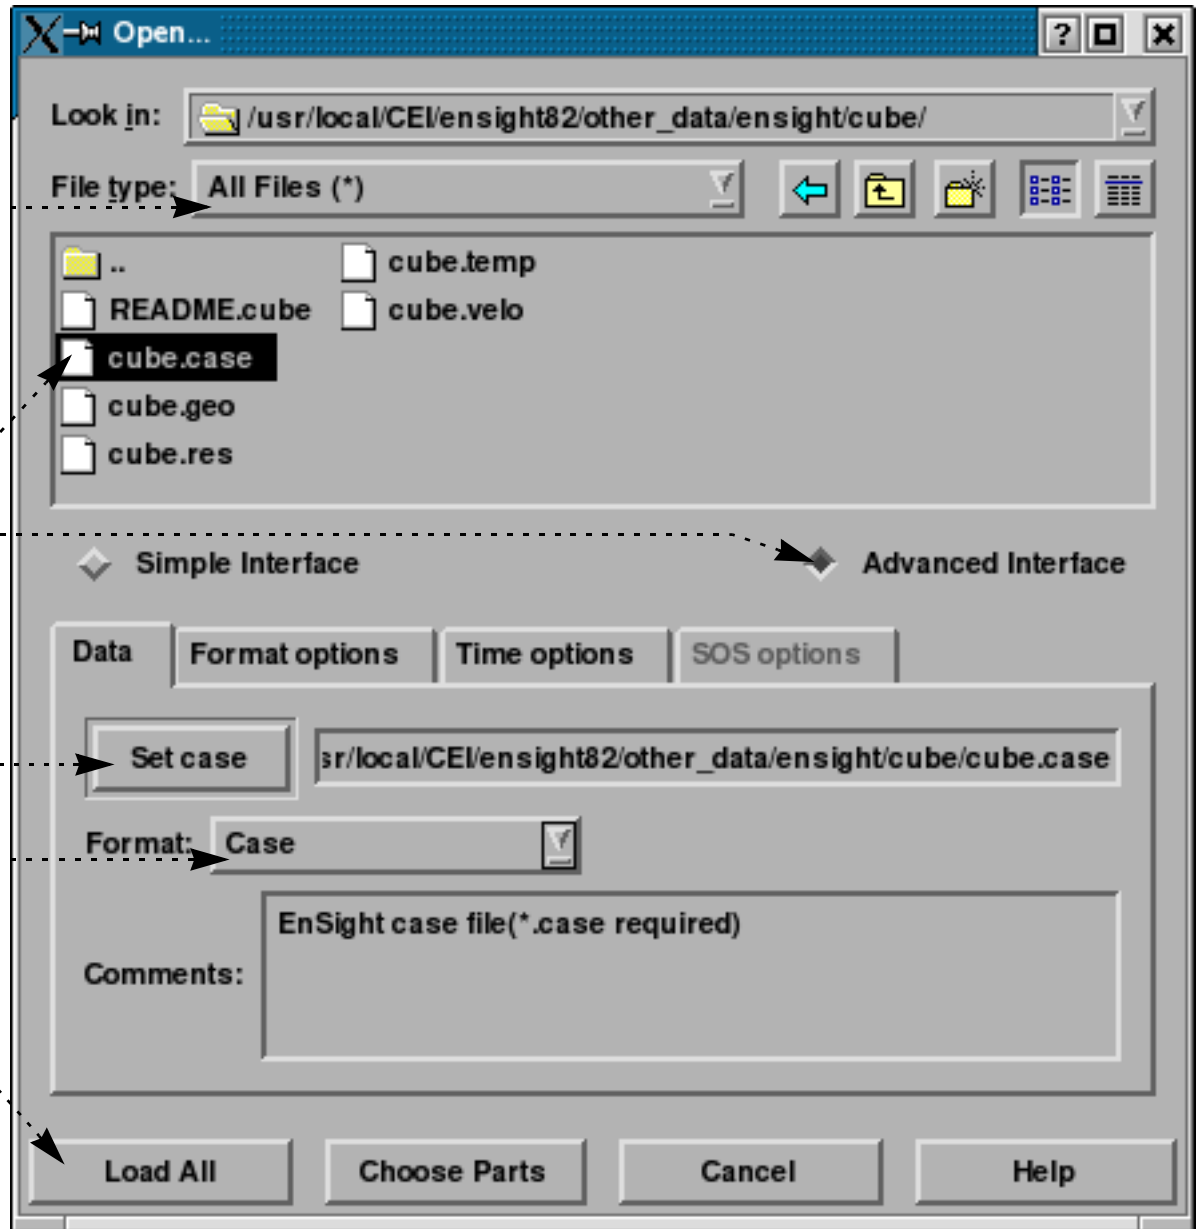 Open...
Look in: /usr/local/CEI/ensight82/other_data/ensight/cube/
File type: All Files (*)
.. cube.temp
README.cube cube.velo
cube.case
cube.geo
cube.res
Simple Interface Advanced Interface
Data Format options Time options SOS options
Set case sr/local/CEI/ensight82/other_data/ensight/cube/cube.case
Format: Case
EnSight case file(*.case required)
Comments:
Load All Choose Parts Cancel Help